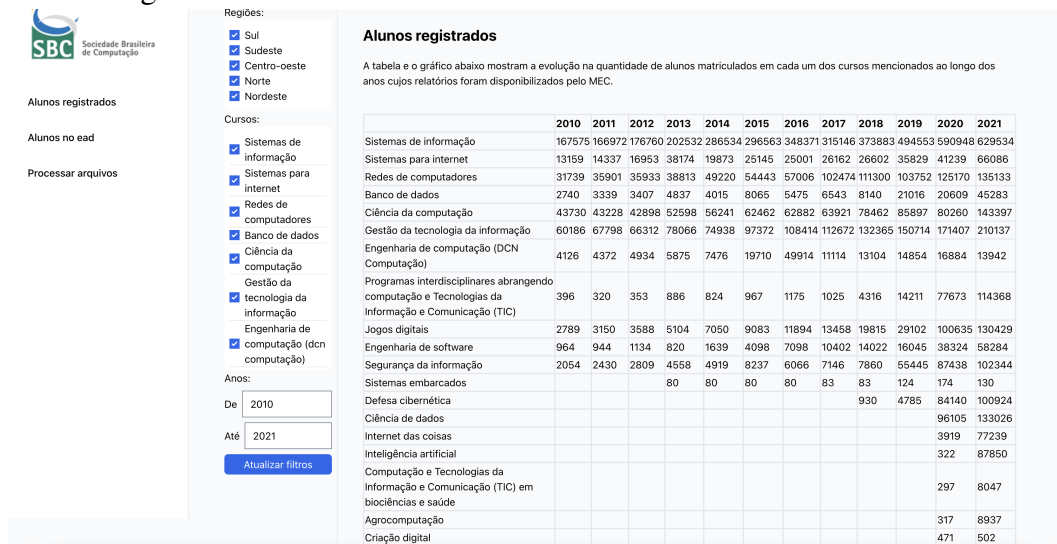 SBC Sociedade Brasileira
de Computação
Alunos registrados
Alunos no ead
Processar arquivos
Regiões:
Sul
Sudeste
Centro-oeste
Norte
Nordeste
Cursos:
Sistemas de
informação
Sistemas para
internet
Redes de
computadores
Banco de dados
Ciência da
computação
Gestão da
tecnologia da
informação
Engenharia de
computação (dcn
computação)
Anos:
De 2010
Até 2021
Atualizar filtros
Alunos registrados
A tabela e o gráfico abaixo mostram a evolução na quantidade de alunos matriculados em cada um dos cursos mencionados ao longo dos
anos cujos relatórios foram disponibilizados pelo MEC.
2010 2011 2012 2013 2014 2015 2016 2017 2018 2019 2020 2021
Sistemas de informação 167575 166972 176760 202532 286534 296563 348371 315146 373883 494553 590948 629534
Sistemas para internet 13159 14337 16953 38174 19873 25145 25001 26162 26602 35829 41239 66086
Redes de computadores 31739 35901 35933 38813 49220 54443 57006 102474 111300 103752 125170 135133
Banco de dados 2740 3339 3407 4837 4015 8065 5475 6543 8140 21016 20609 45283
Ciência da computação 43730 43228 42898 52598 56241 62462 62882 63921 78462 85897 80260 143397
Gestão da tecnologia da informação 60186 67798 66312 78066 74938 97372 108414 112672 132365 150714 171407 210137
Engenharia de computação (DCN
Computação) 4126 4372 4934 5875 7476 19710 49914 11114 13104 14854 16884 13942
Programas interdisciplinares abrangendo
computação e Tecnologias da
Informação e Comunicação (TIC) 396 320 353 886 824 967 1175 1025 4316 14211 77673 114368
Jogos digitais 2789 3150 3588 5104 7050 9083 11894 13458 19815 29102 100635 130429
Engenharia de software 964 944 1134 820 1639 4098 7098 10402 14022 16045 38324 58284
Segurança da informação 2054 2430 2809 4558 4919 8237 6066 7146 7860 55445 87438 102344
Sistemas embarcados 80 80 80 80 83 83 124 174 130
Defesa cibernética 930 4785 84140 100924
Ciência de dados 96105 133026
Internet das coisas 3919 77239
Inteligência artificial 322 87850
Computação e Tecnologias da
Informação e Comunicação (TIC) em
biociências e saúde 297 8047
Agrocomputação 317 8937
Criação digital 471 502